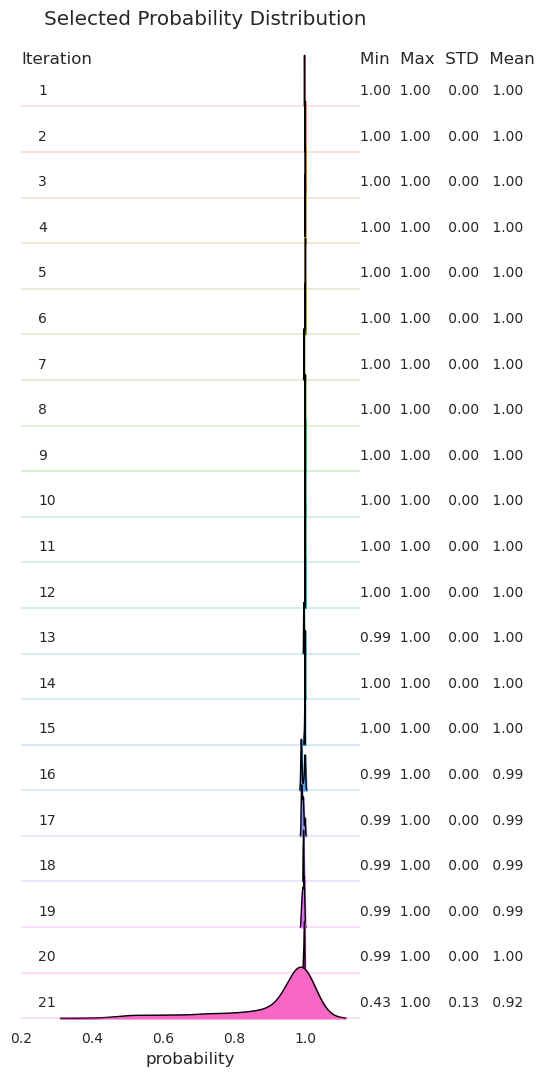 Selected Probability Distribution
Iteration Min Max STD Mean
1 1.00 1.00 0.00 1.00
2 1.00 1.00 0.00 1.00
3 1.00 1.00 0.00 1.00
4 1.00 1.00 0.00 1.00
5 1.00 1.00 0.00 1.00
6 1.00 1.00 0.00 1.00
7 1.00 1.00 0.00 1.00
8 1.00 1.00 0.00 1.00
9 1.00 1.00 0.00 1.00
10 1.00 1.00 0.00 1.00
11 1.00 1.00 0.00 1.00
12 1.00 1.00 0.00 1.00
13 0.99 1.00 0.00 1.00
14 1.00 1.00 0.00 1.00
15 1.00 1.00 0.00 1.00
16 0.99 1.00 0.00 0.99
17 0.99 1.00 0.00 0.99
18 0.99 1.00 0.00 0.99
19 0.99 1.00 0.00 0.99
20 0.99 1.00 0.00 1.00
21 0.43 1.00 0.13 0.92
0.2 0.4 0.6 0.8 1.0
probability